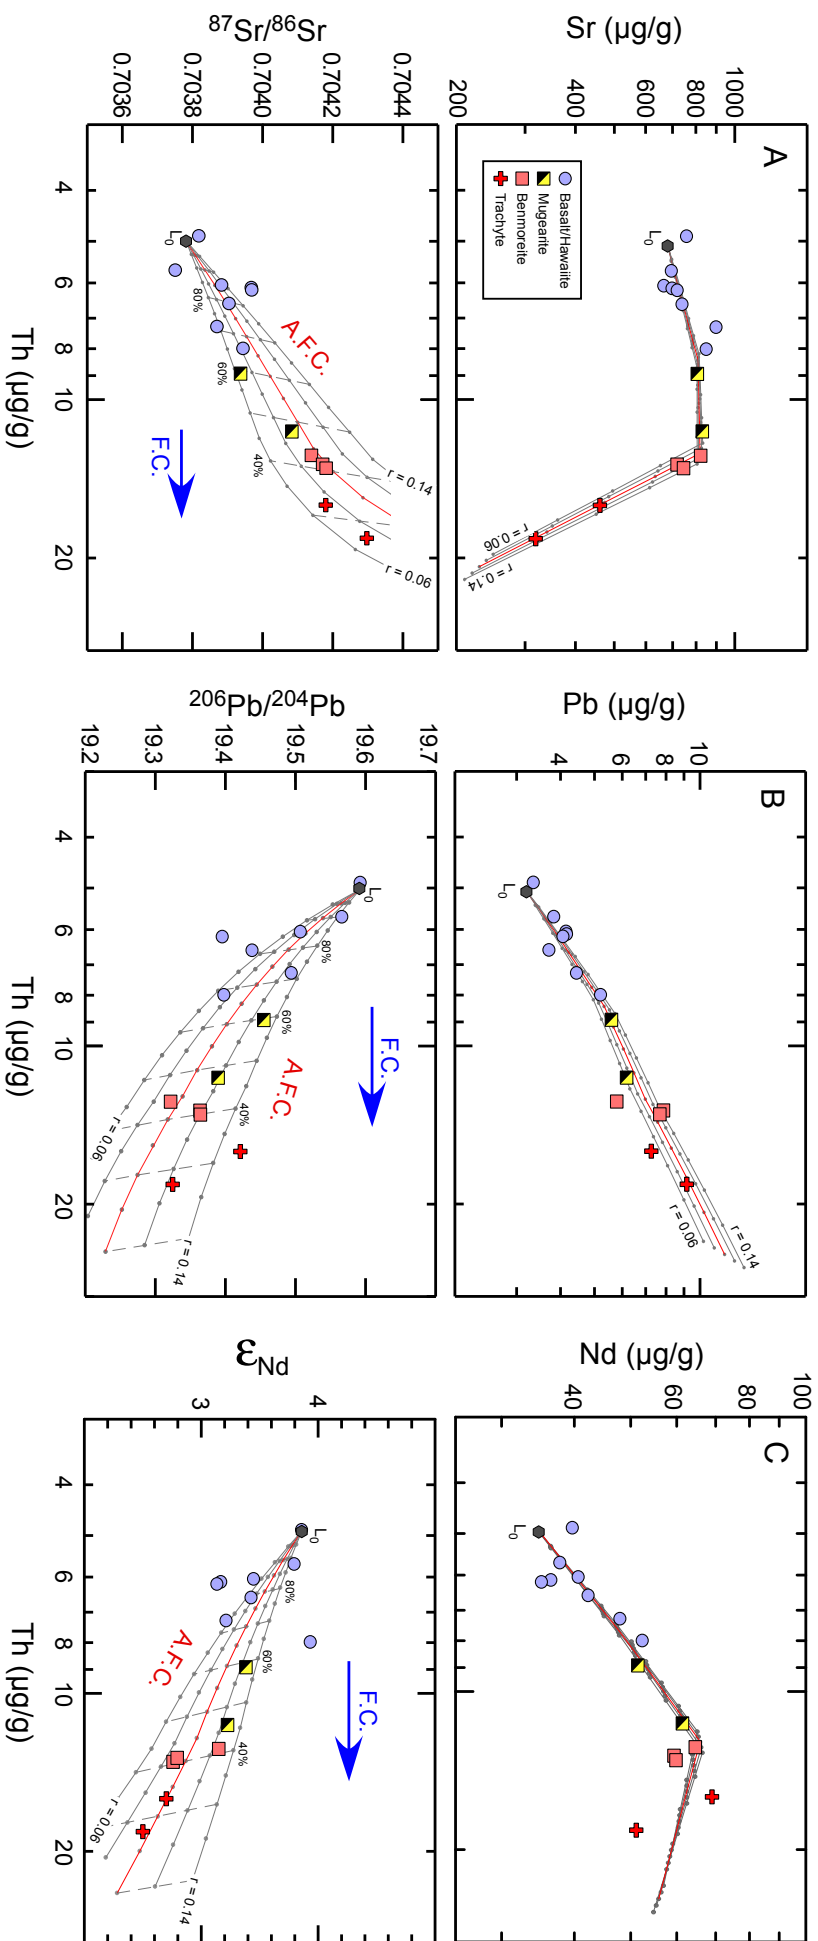 A
Sr (µg/g)
1000
800
600
400
200
Basalt/Hawaiite
Mugearite
Benmoreite
Trachyte
L0
r = 0.06
r = 0.14
87Sr/86Sr
0.7044
0.7042
0.7040
0.7038
0.7036
L0
80%
60%
40%
A.F.C.
F.C.
r = 0.14
r = 0.06
4
6
8
10
20
Th (µg/g)
B
Pb (µg/g)
10
8
6
4
L0
r = 0.14
r = 0.06
206Pb/204Pb
19.7
19.6
19.5
19.4
19.3
19.2
L0
80%
60%
40%
F.C.
A.F.C.
r = 0.06
r = 0.14
4
6
8
10
20
Th (µg/g)
C
Nd (µg/g)
100
80
60
40
L0
εNd
4
3
L0
80%
60%
40%
F.C.
A.F.C.
r = 0.06
r = 0.14
4
6
8
10
20
Th (µg/g)